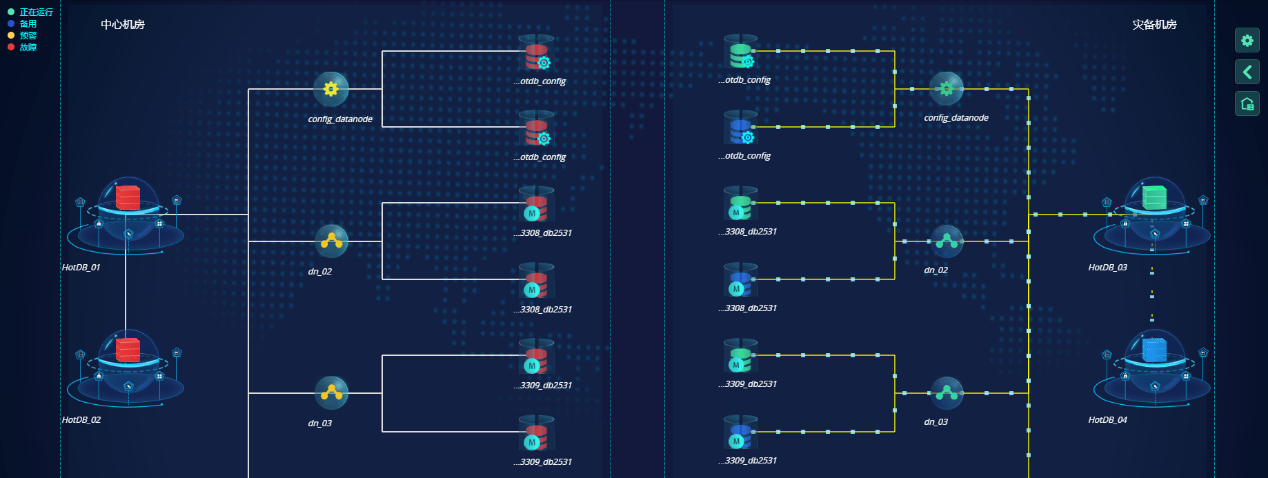 正在运行
备用
预警
故障
中心机房
灾备机房
...otdb_config
config_datanode
...otdb_config
HotDB_01
...3308_db2531
dn_02
...3308_db2531
HotDB_02
...3309_db2531
dn_03
...3309_db2531
...otdb_config
config_datanode
...otdb_config
...3308_db2531
dn_02
HotDB_03
...3308_db2531
...3309_db2531
dn_03
HotDB_04
...3309_db2531
M
M
M
M
M
M
M
M